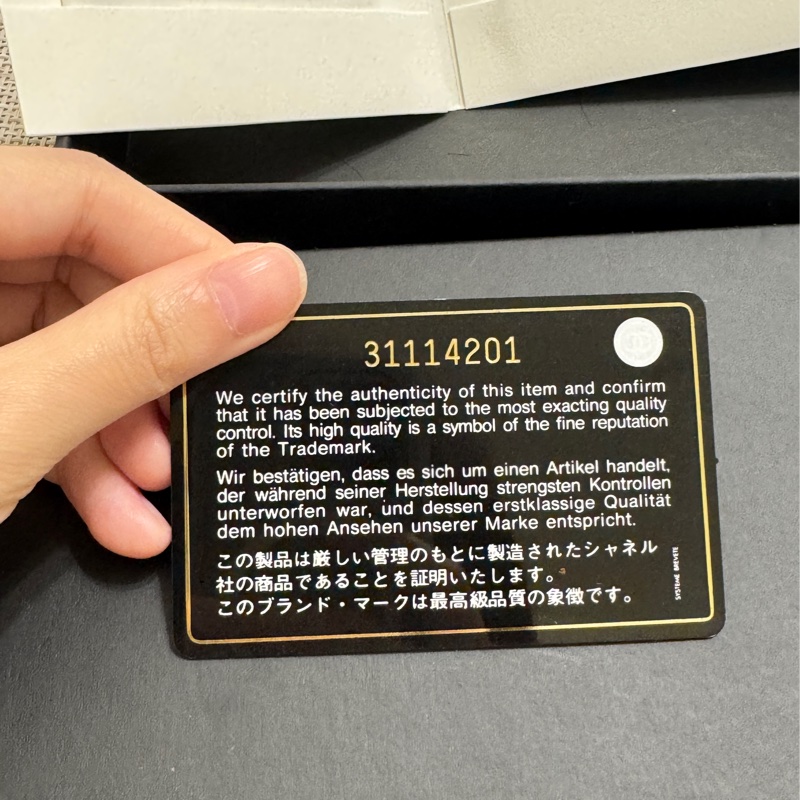 31114201
We certify the authenticity of this item and confirm
that it has been subjected to the most exacting quality
control. Its high quality is a symbol of the fine reputation
of the Trademark.
Wir bestätigen, dass es sich um einen Artikel handelt,
der während seiner Herstellung strengsten Kontrollen
unterworfen war, und dessen erstklassige Qualität
dem hohen Ansehen unserer Marke entspricht.
この製品は厳しい管理のもとに製造されたシャネル
社の商品であることを証明いたします。
このブランド・マークは最高級品質の象徴です。
SYSTEME BREVETE